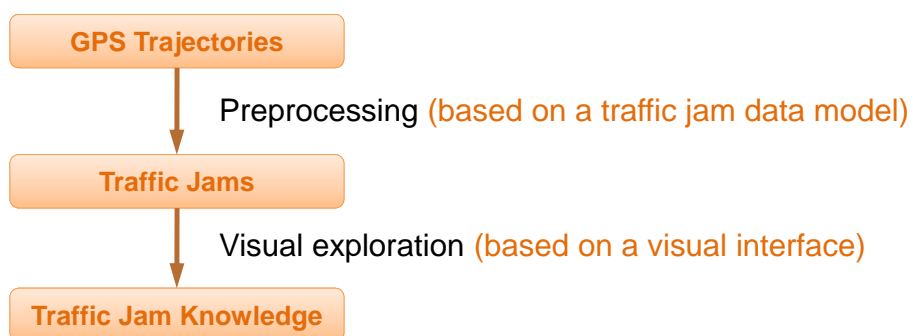 GPS Trajectories
Preprocessing (based on a traffic jam data model)
Traffic Jams
Visual exploration (based on a visual interface)
Traffic Jam Knowledge